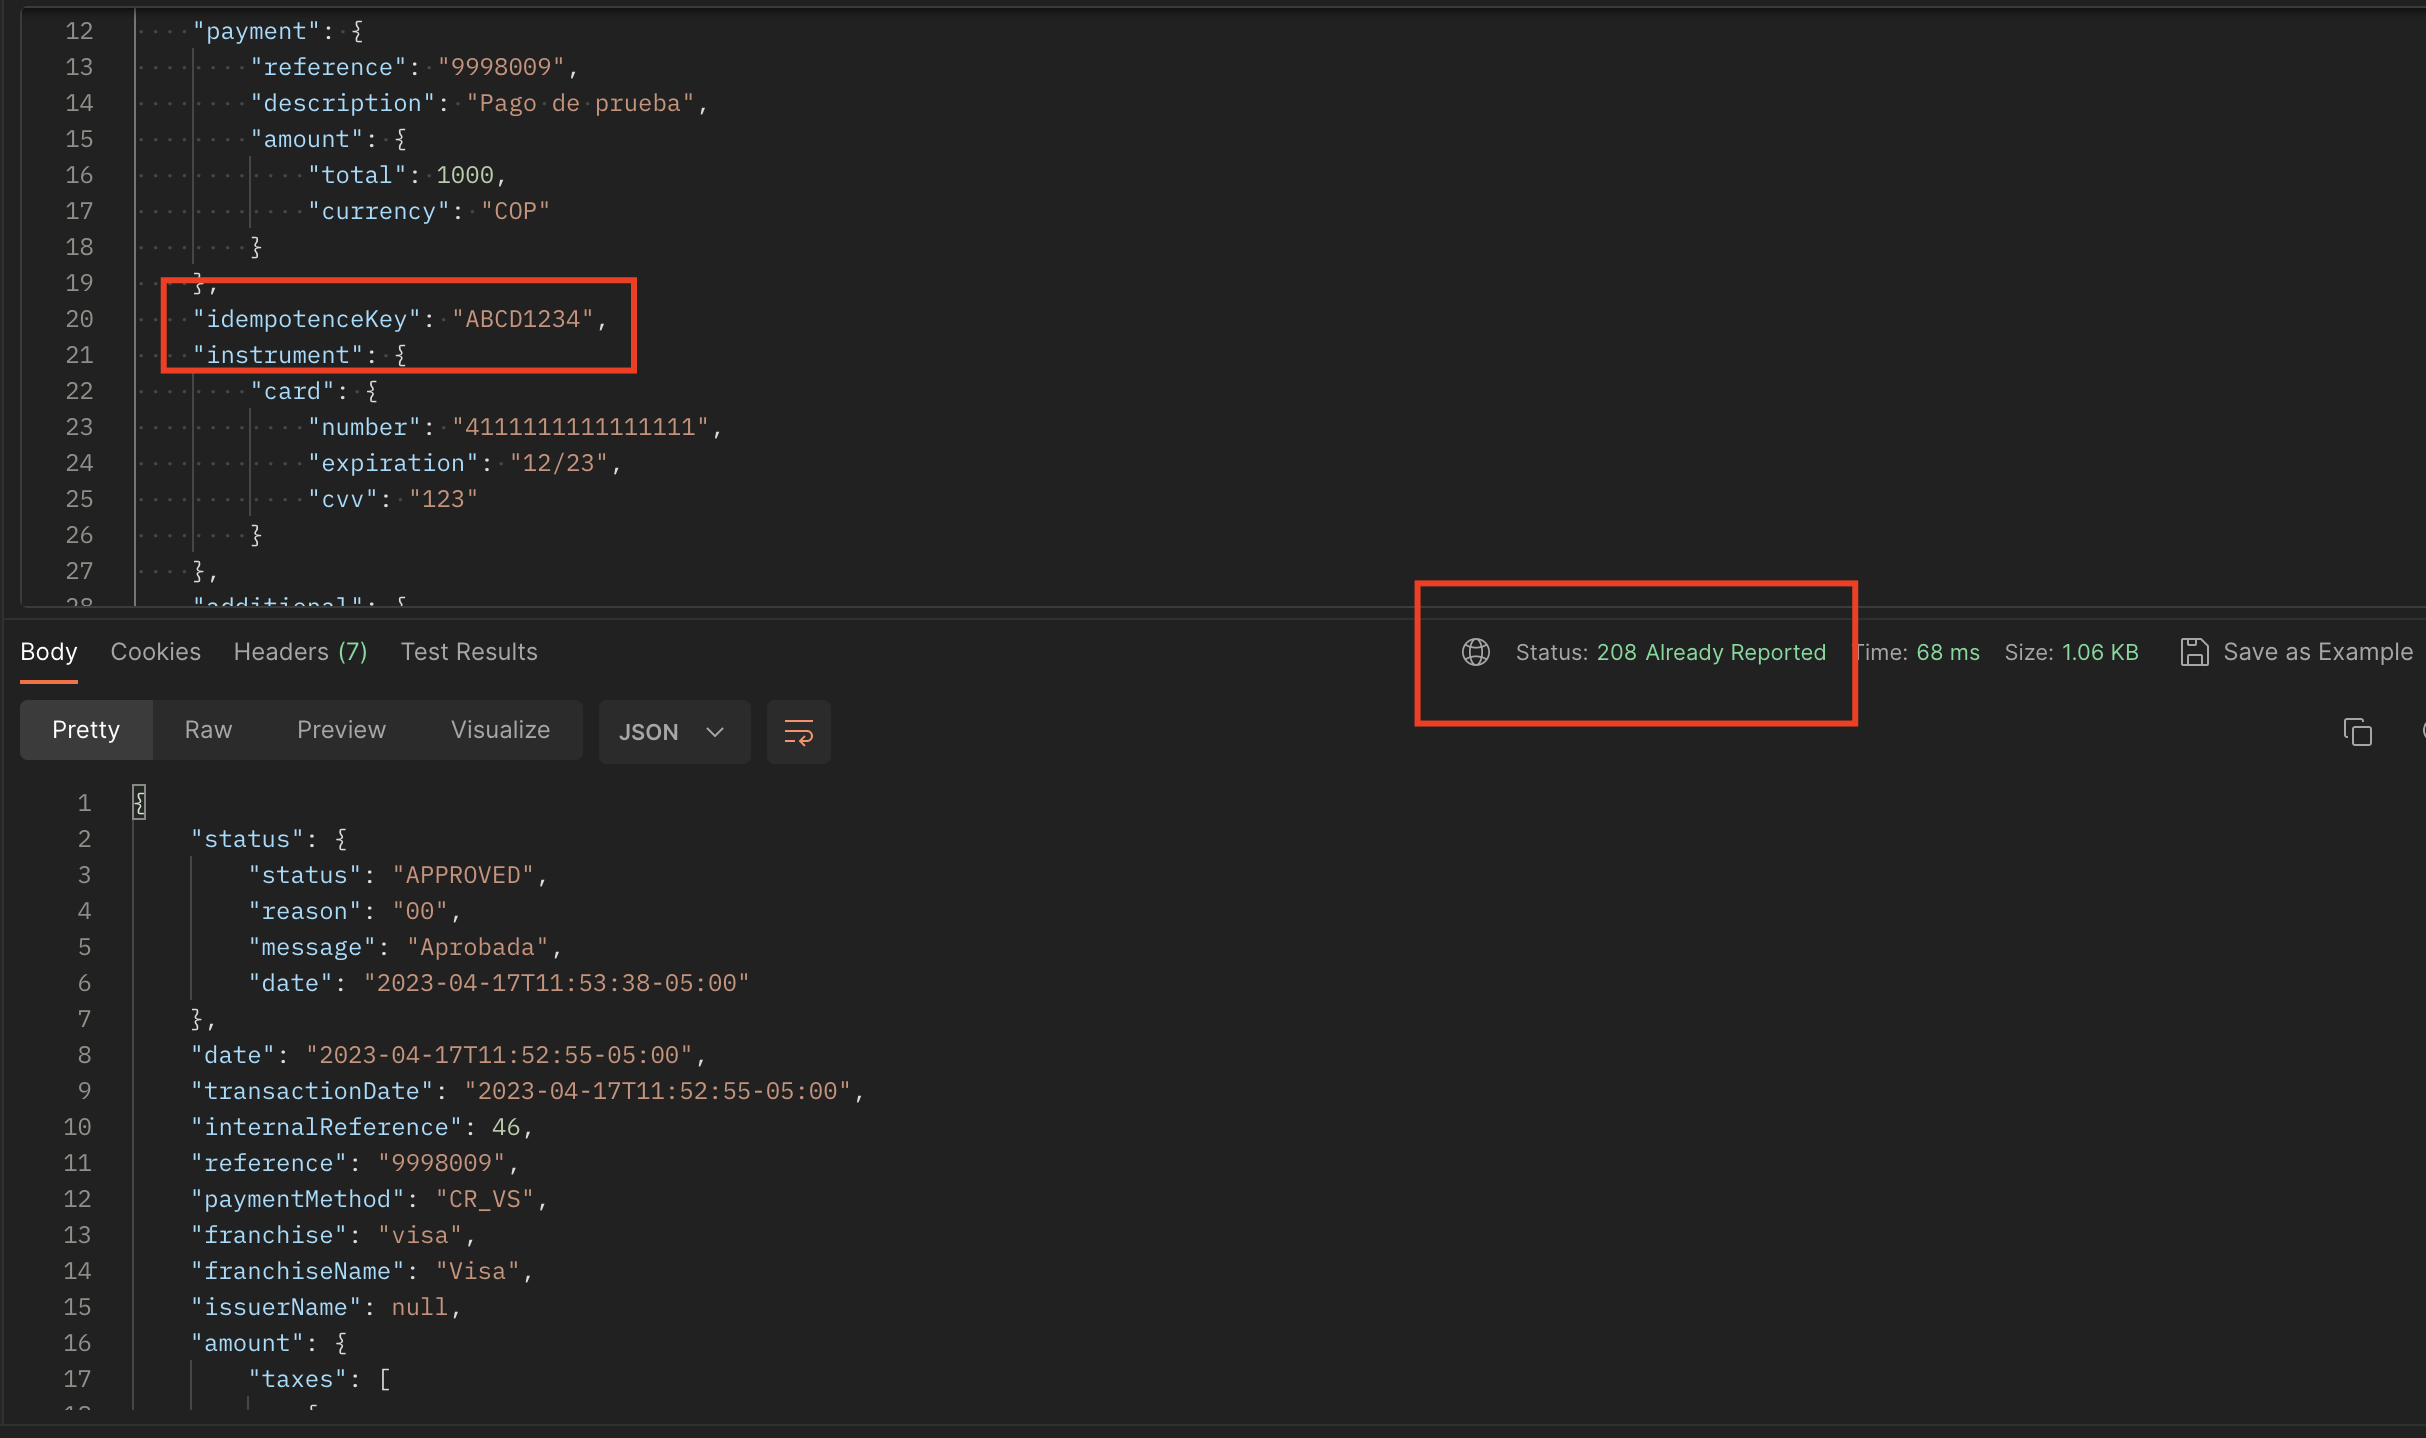 12 "payment": {
13 "reference": "9998009",
14 "description": "Pago de prueba",
15 "amount": {
16 "total": 1000,
17 "currency": "COP"
18 }
19 },
20 "idempotenceKey": "ABCD1234",
21 "instrument": {
22 "card": {
23 "number": "4111111111111111",
24 "expiration": "12/23",
25 "cvv": "123"
26 }
27 },
28 "additional": {
Body Cookies Headers (7) Test Results Status: 208 Already Reported Time: 68 ms Size: 1.06 KB Save as Example
Pretty Raw Preview Visualize JSON
1 {
2 "status": {
3 "status": "APPROVED",
4 "reason": "00",
5 "message": "Aprobada",
6 "date": "2023-04-17T11:53:38-05:00"
7 },
8 "date": "2023-04-17T11:52:55-05:00",
9 "transactionDate": "2023-04-17T11:52:55-05:00",
10 "internalReference": 46,
11 "reference": "9998009",
12 "paymentMethod": "CR_VS",
13 "franchise": "visa",
14 "franchiseName": "Visa",
15 "issuerName": null,
16 "amount": {
17 "taxes": [
18 {